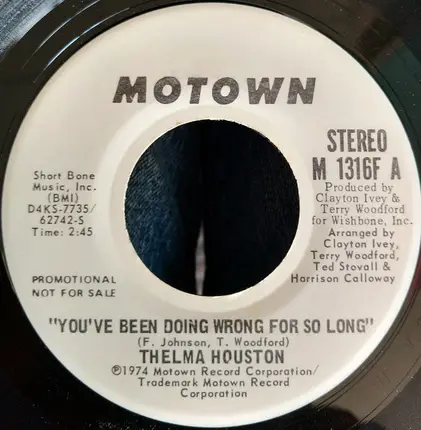 MOTOWN
STEREO
M 1316F A
Short Bone
Music, Inc.
(BMI)
D4KS-7735/
62742-S
Time: 2:45
Produced by
Clayton Ivey &
Terry Woodford
for Wishbone, Inc.
Arranged by
Clayton Ivey,
Terry Woodford,
Ted Stovall &
Harrison Calloway
PROMOTIONAL
NOT FOR SALE
"YOU'VE BEEN DOING WRONG FOR SO LONG"
(F. Johnson, T. Woodford)
THELMA HOUSTON
℗1974 Motown Record Corporation/
Trademark Motown Record
Corporation